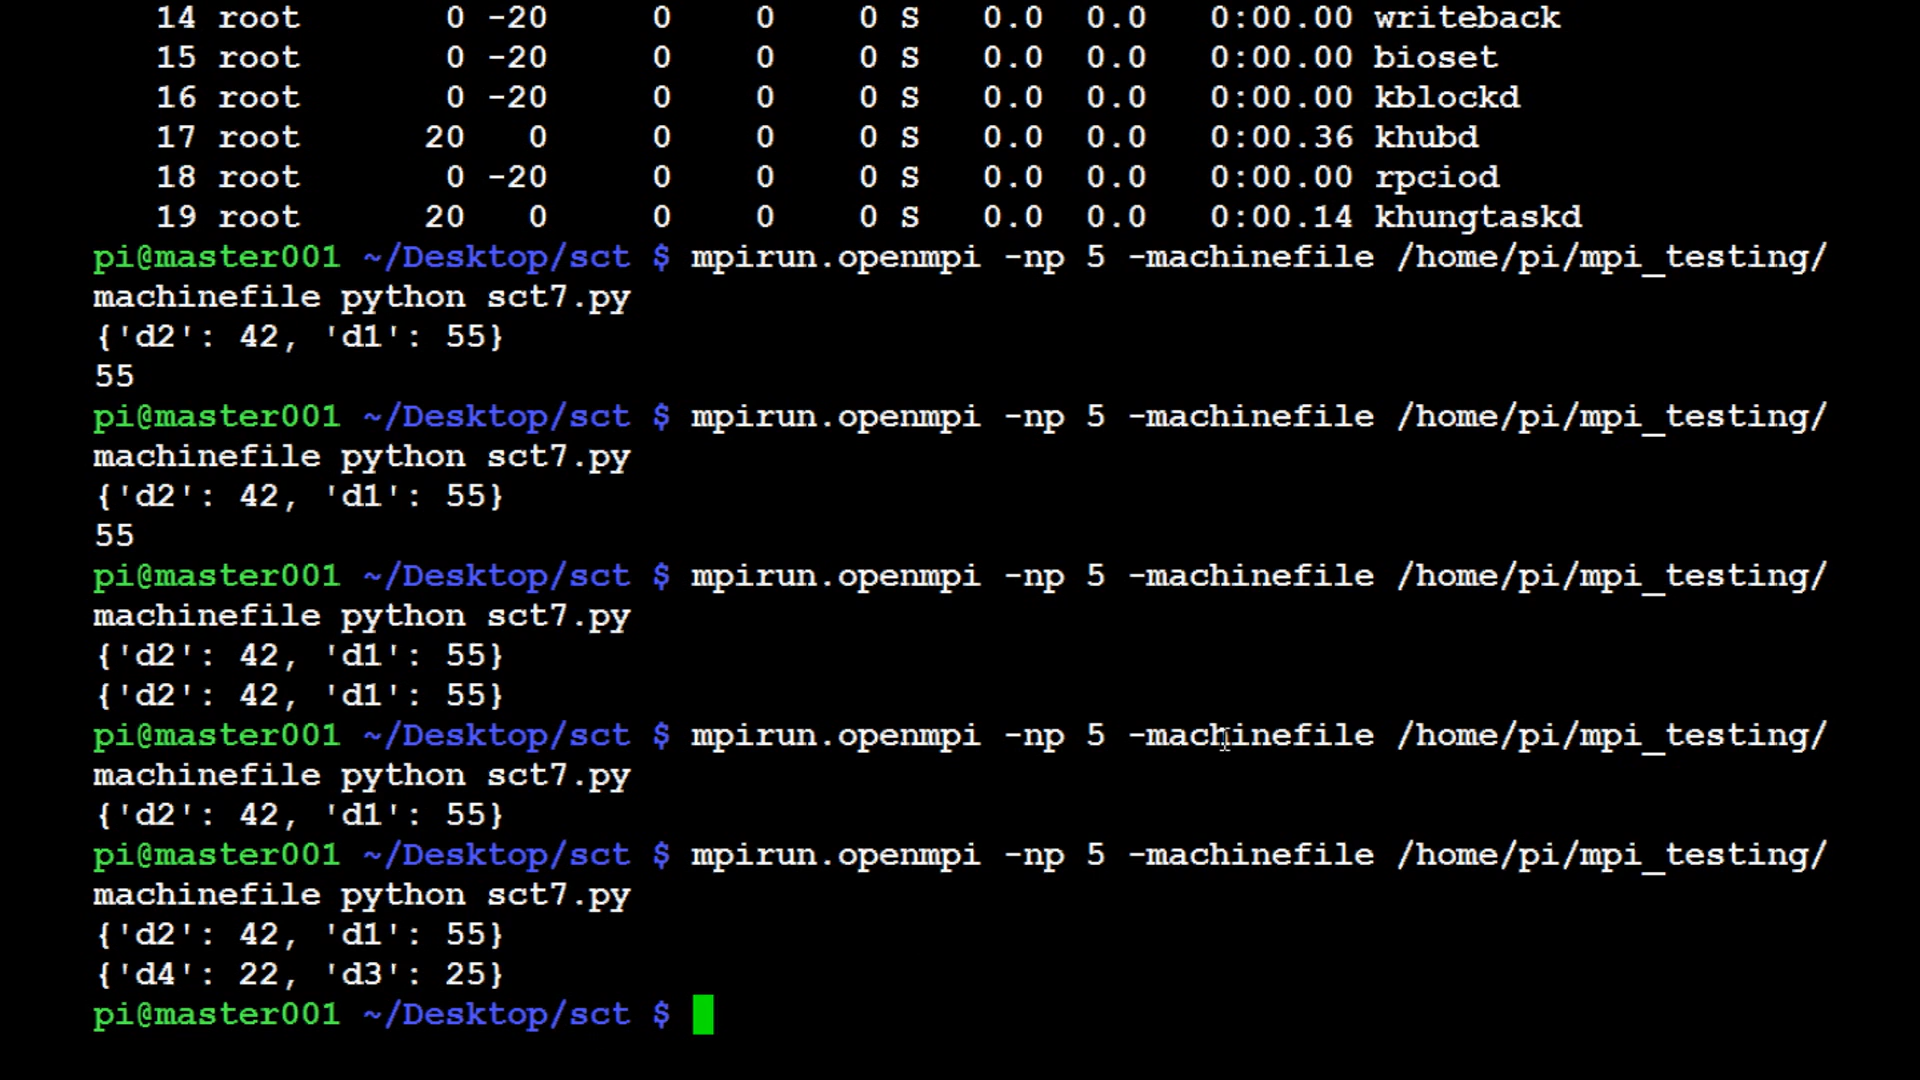 14 root 0 -20 0 0 0 S 0.0 0.0 0:00.00 writeback
15 root 0 -20 0 0 0 S 0.0 0.0 0:00.00 bioset
16 root 0 -20 0 0 0 S 0.0 0.0 0:00.00 kblockd
17 root 20 0 0 0 0 S 0.0 0.0 0:00.36 khubd
18 root 0 -20 0 0 0 S 0.0 0.0 0:00.00 rpciod
19 root 20 0 0 0 0 S 0.0 0.0 0:00.14 khungtaskd
pi@master001 ~/Desktop/sct $ mpirun.openmpi -np 5 -machinefile /home/pi/mpi_testing/
machinefile python sct7.py
{'d2': 42, 'd1': 55}
55
pi@master001 ~/Desktop/sct $ mpirun.openmpi -np 5 -machinefile /home/pi/mpi_testing/
machinefile python sct7.py
{'d2': 42, 'd1': 55}
55
pi@master001 ~/Desktop/sct $ mpirun.openmpi -np 5 -machinefile /home/pi/mpi_testing/
machinefile python sct7.py
{'d2': 42, 'd1': 55}
{'d2': 42, 'd1': 55}
pi@master001 ~/Desktop/sct $ mpirun.openmpi -np 5 -machinefile /home/pi/mpi_testing/
machinefile python sct7.py
{'d2': 42, 'd1': 55}
pi@master001 ~/Desktop/sct $ mpirun.openmpi -np 5 -machinefile /home/pi/mpi_testing/
machinefile python sct7.py
{'d2': 42, 'd1': 55}
{'d4': 22, 'd3': 25}
pi@master001 ~/Desktop/sct $